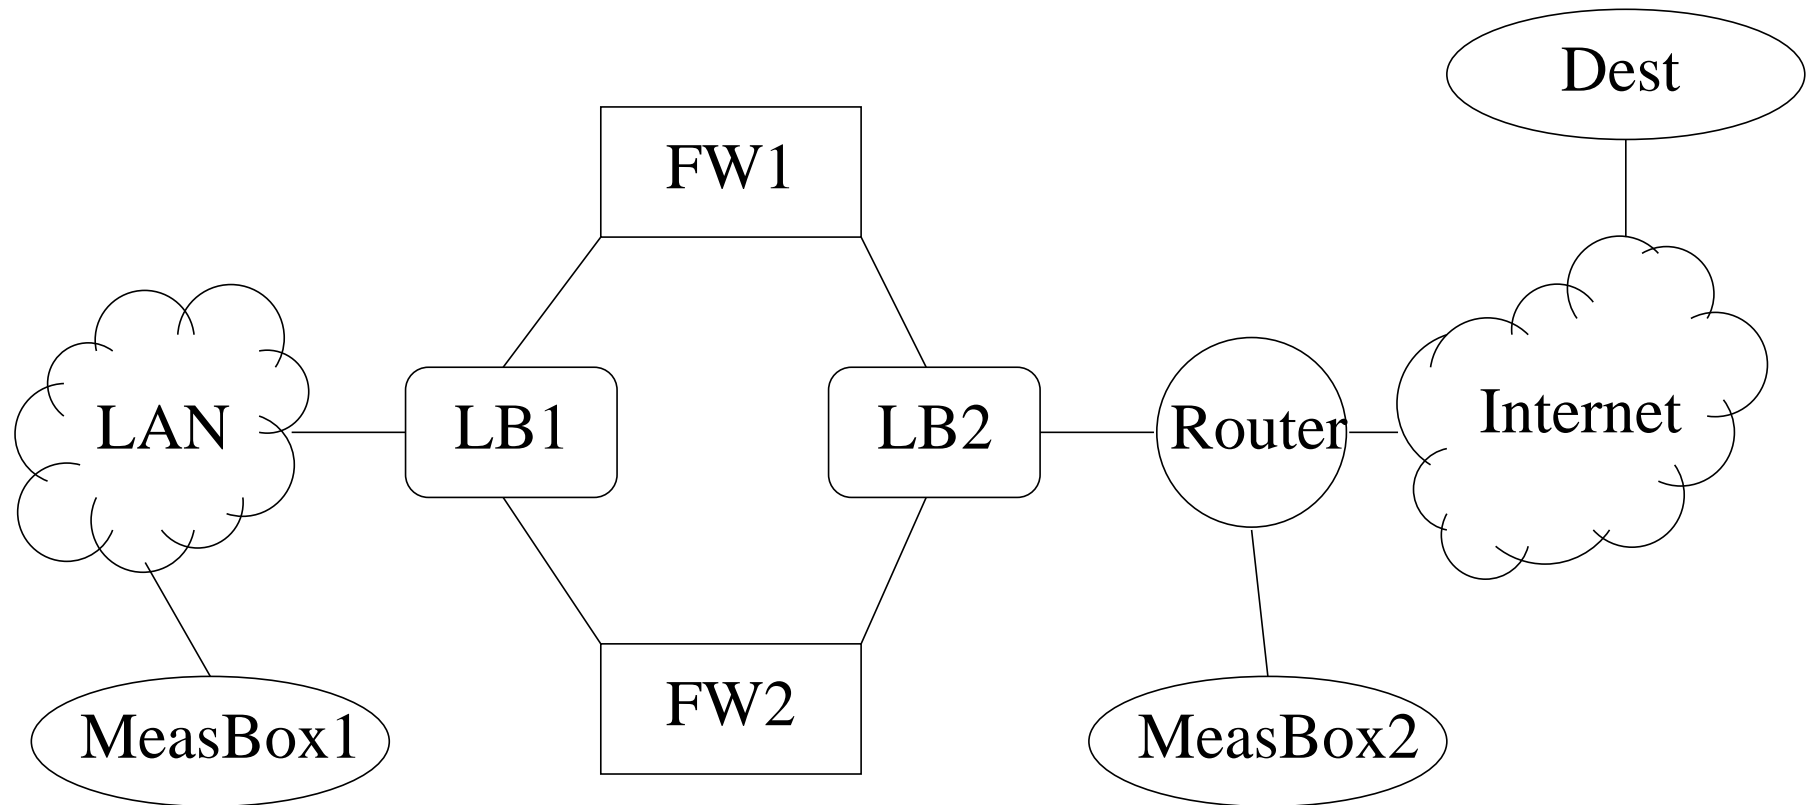 Dest
FW1
LAN
LB1
LB2
Router
Internet
FW2
MeasBox1
MeasBox2